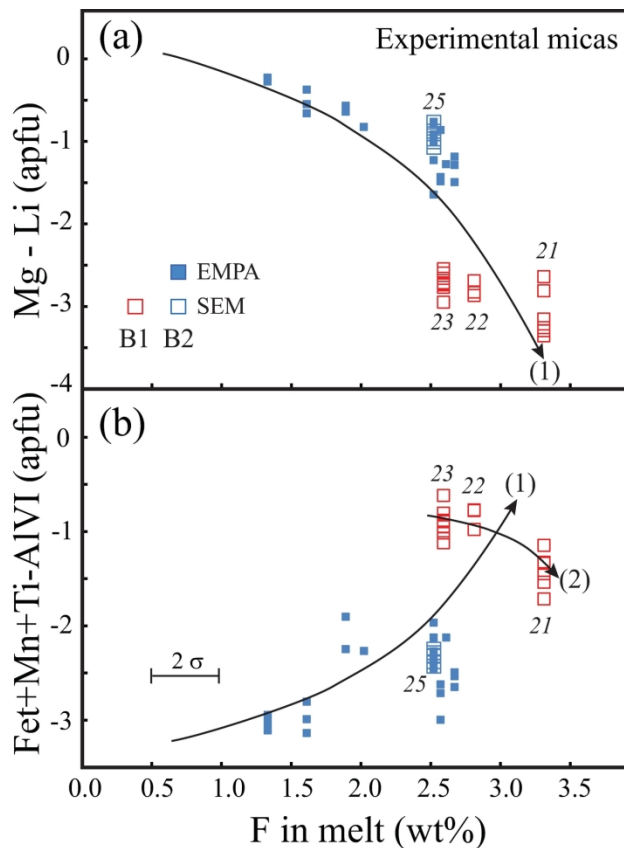 (a)
Experimental micas
0
-1
-2
-3
-4
Mg - Li (apfu)
25
21
EMPA
SEM
B1 B2
23
22
(1)
(b)
0
-1
-2
-3
Fet+Mn+Ti-AlVI (apfu)
23
22
(1)
(2)
21
25
2 σ
0.0 0.5 1.0 1.5 2.0 2.5 3.0 3.5
F in melt (wt%)